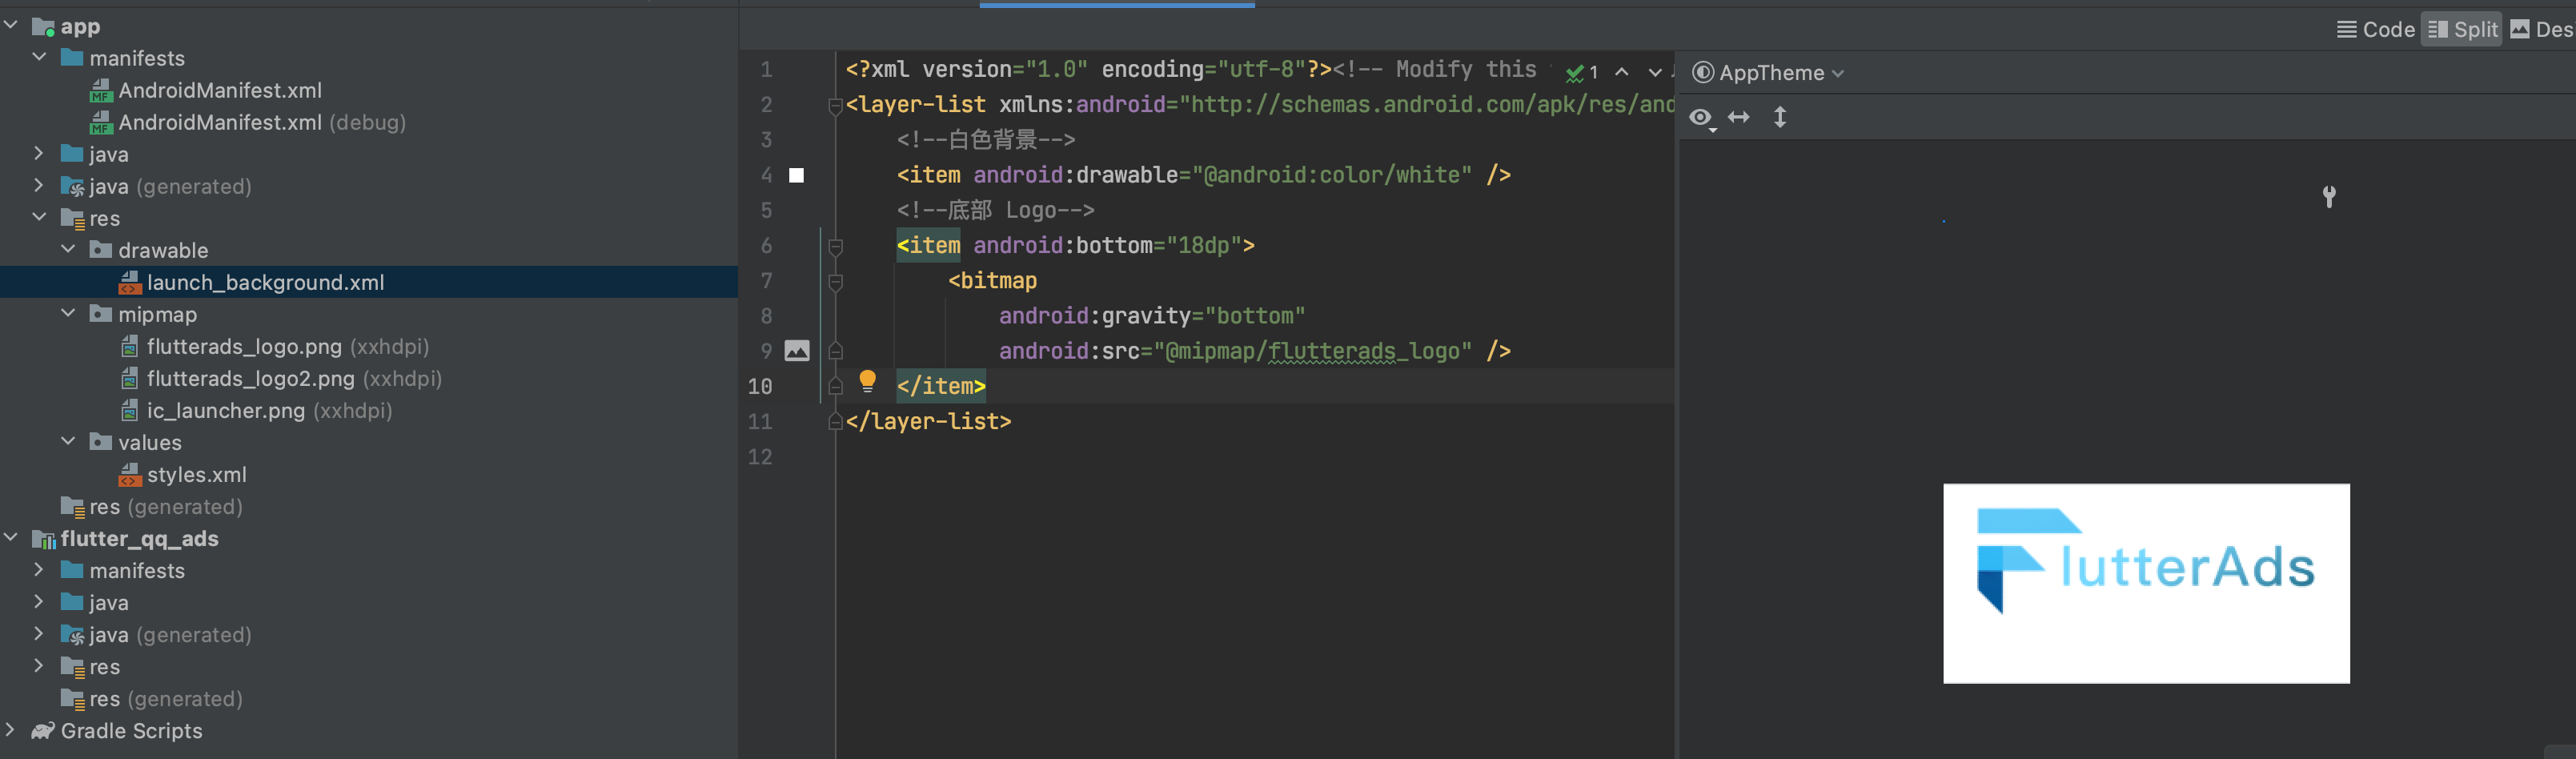 app
manifests
AndroidManifest.xml
AndroidManifest.xml (debug)
java
java (generated)
res
drawable
launch_background.xml
mipmap
flutterads_logo.png (xxhdpi)
flutterads_logo2.png (xxhdpi)
ic_launcher.png (xxhdpi)
values
styles.xml
res (generated)
flutter_qq_ads
manifests
java
java (generated)
res
res (generated)
Gradle Scripts
Code Split Des
1 <?xml version="1.0" encoding="utf-8"?><!-- Modify this
2 <layer-list xmlns:android="http://schemas.android.com/apk/res/and
3 <!--白色背景-->
4 <item android:drawable="@android:color/white" />
5 <!--底部 Logo-->
6 <item android:bottom="18dp">
7 <bitmap
8 android:gravity="bottom"
9 android:src="@mipmap/flutterads_logo" />
10 </item>
11 </layer-list>
12
1
AppTheme
FlutterAds